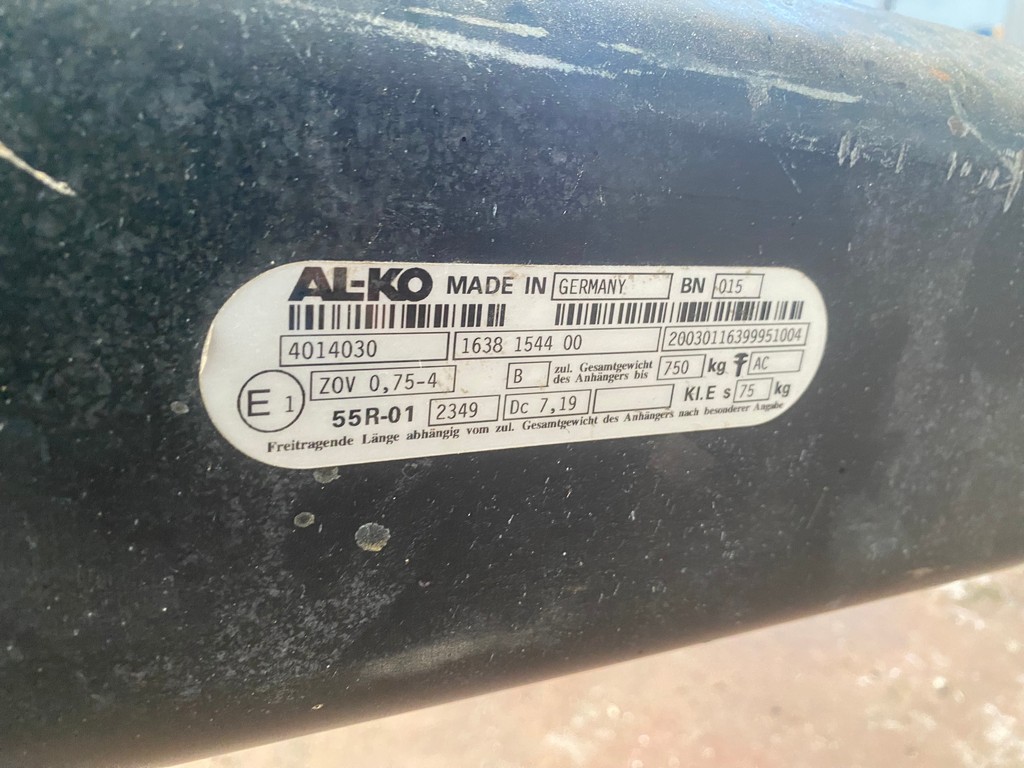 AL-KO MADE IN GERMANY BN 015
4014030 1638 1544 00 20030116399951004
E 1 ZOV 0,75-4 B zul. Gesamtgewicht des Anhängers bis 750 kg AC
55R-01 2349 Dc 7,19 Kl.E s 75 kg
Freitragende Länge abhängig vom zul. Gesamtgewicht des Anhängers nach besonderer Angabe